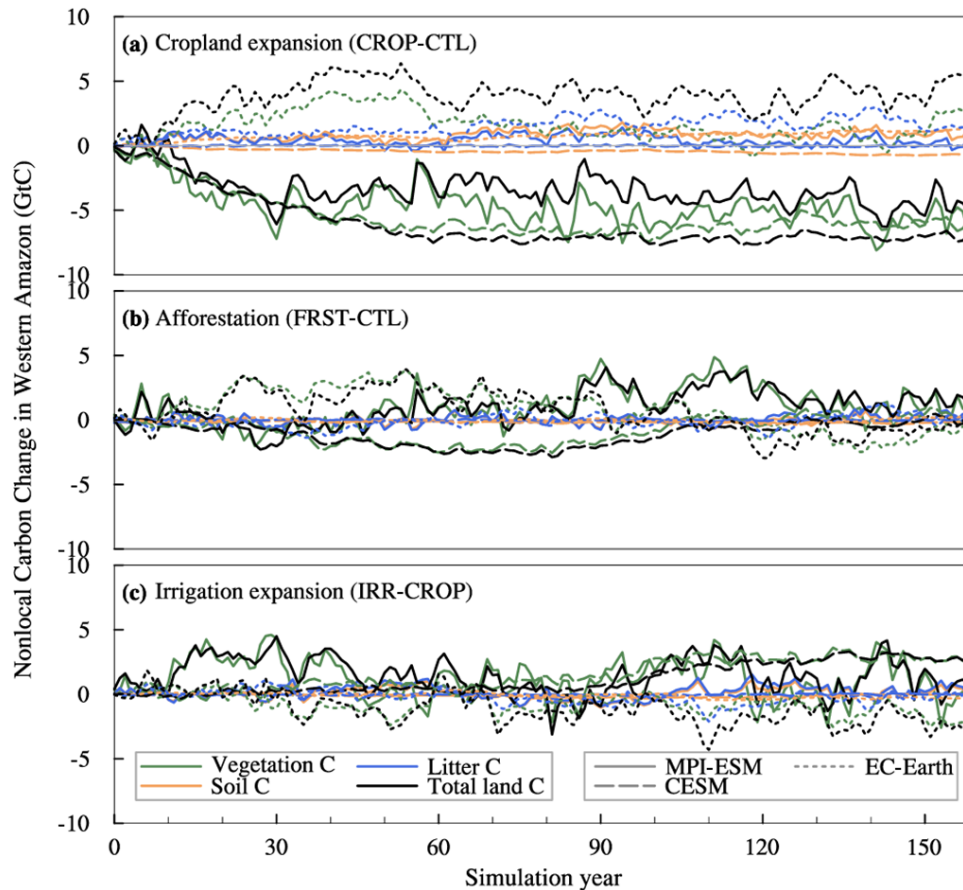 Nonlocal Carbon Change in Western Amazon (GtC)
10
(a) Cropland expansion (CROP-CTL)
5
0
-5
-10
10
(b) Afforestation (FRST-CTL)
5
0
-5
-10
10
(c) Irrigation expansion (IRR-CROP)
5
0
-5
Vegetation C Litter C MPI-ESM EC-Earth
Soil C Total land C CESM
-10
0 30 60 90 120 150
Simulation year